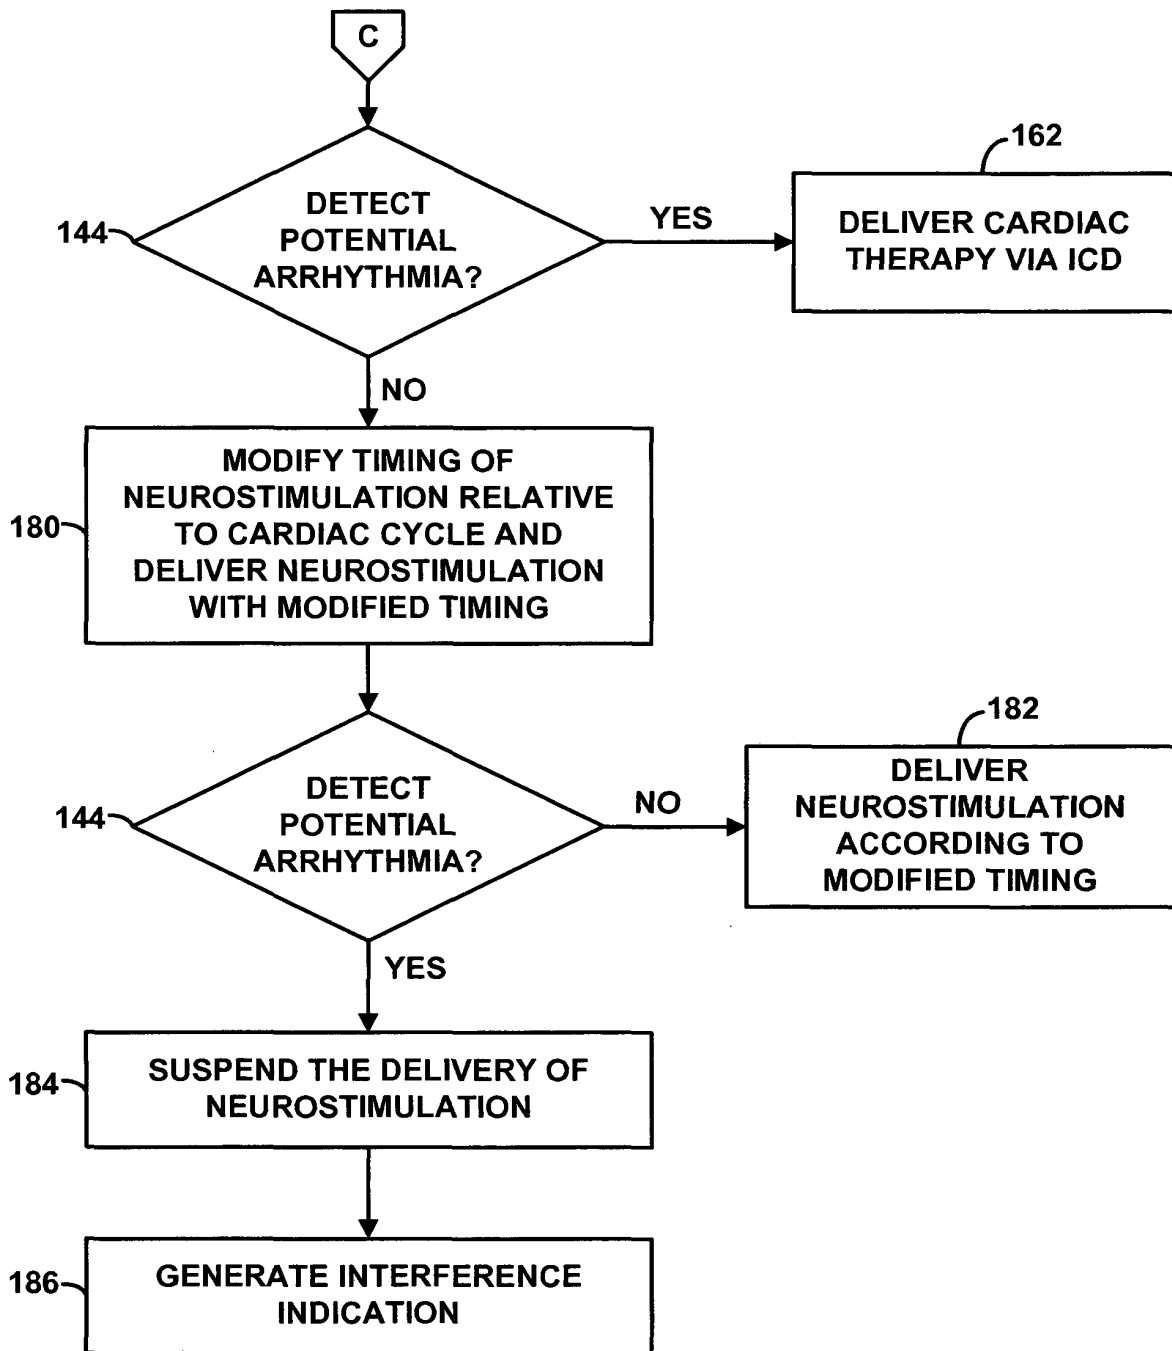 C
162
DETECT
POTENTIAL
ARRHYTHMIA?
144
YES
DELIVER CARDIAC
THERAPY VIA ICD
NO
MODIFY TIMING OF
NEUROSTIMULATION RELATIVE
TO CARDIAC CYCLE AND
DELIVER NEUROSTIMULATION
WITH MODIFIED TIMING
180
182
DETECT
POTENTIAL
ARRHYTHMIA?
144
NO
DELIVER
NEUROSTIMULATION
ACCORDING TO
MODIFIED TIMING
YES
184
SUSPEND THE DELIVERY OF
NEUROSTIMULATION
186
GENERATE INTERFERENCE
INDICATION